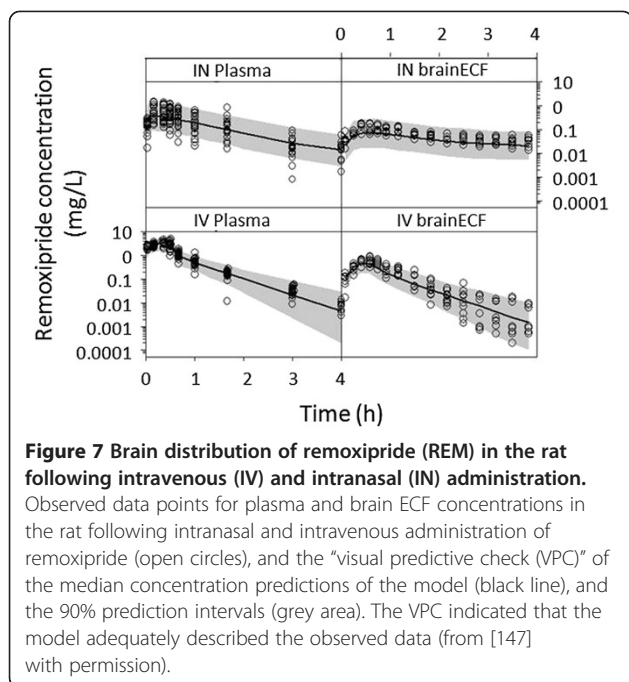 0 1 2 3 4
IN Plasma IN brainECF
10
0
0.1
0.01
0.001
0.0001
Remoxipride concentration
(mg/L)
IV Plasma IV brainECF
10
0
0.1
0.01
0.001
0.0001
0 1 2 3 4
Time (h)
Figure 7 Brain distribution of remoxipride (REM) in the rat
following intravenous (IV) and intranasal (IN) administration.
Observed data points for plasma and brain ECF concentrations in
the rat following intranasal and intravenous administration of
remoxipride (open circles), and the “visual predictive check (VPC)” of
the median concentration predictions of the model (black line), and
the 90% prediction intervals (grey area). The VPC indicated that the
model adequately described the observed data (from [147]
with permission).